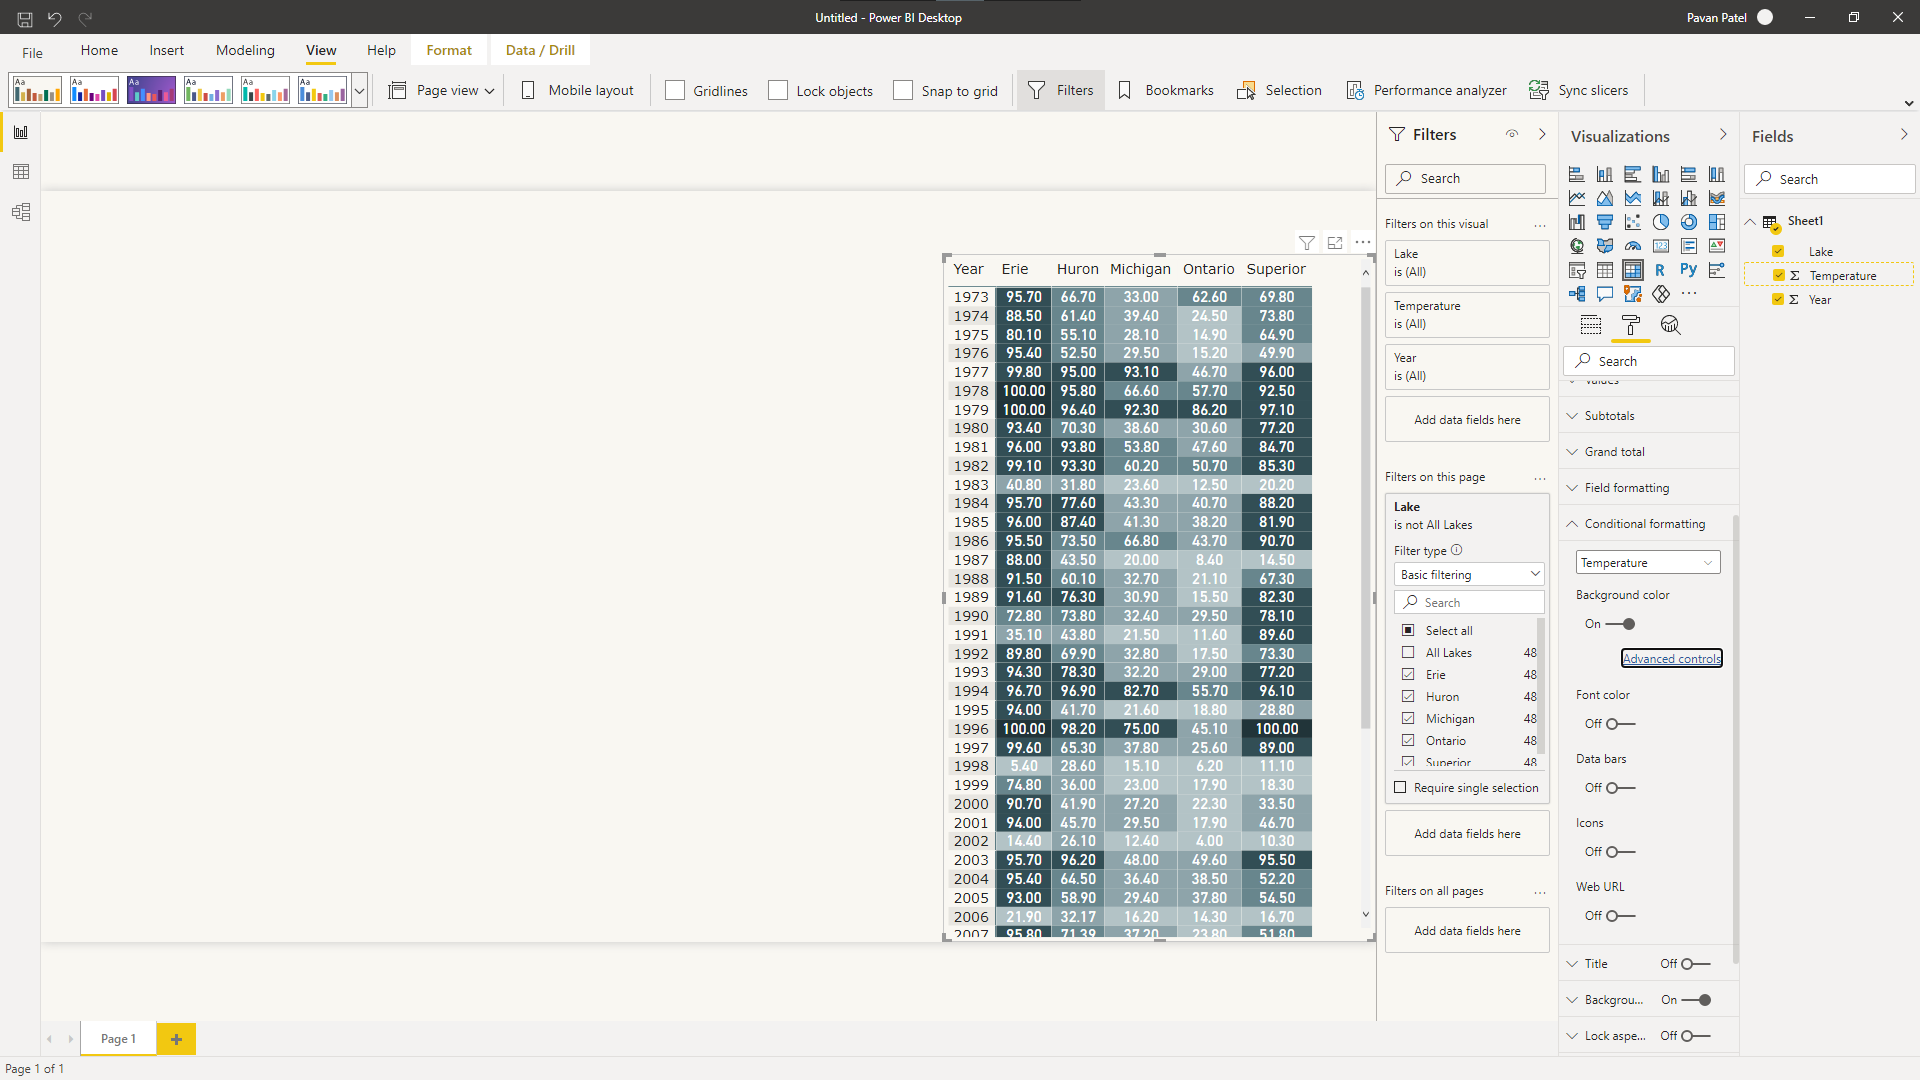 Untitled - Power BI Desktop
Pavan Patel
File Home Insert Modeling View Help Format Data / Drill
Aa Aa Aa Aa Aa Aa
Page view Mobile layout Gridlines Lock objects Snap to grid Filters Bookmarks Selection Performance analyzer Sync slicers
Year Erie Huron Michigan Ontario Superior
1973 95.70 66.70 33.00 62.60 69.80
1974 88.50 61.40 39.40 24.50 73.80
1975 80.10 55.10 28.10 14.90 64.90
1976 95.40 52.50 29.50 15.20 49.90
1977 99.80 95.00 93.10 46.70 96.00
1978 100.00 95.80 66.60 57.70 92.50
1979 100.00 96.40 92.30 86.20 97.10
1980 93.40 70.30 38.60 30.60 77.20
1981 96.00 93.80 53.80 47.60 84.70
1982 99.10 93.30 60.20 50.70 85.30
1983 40.80 31.80 23.60 12.50 20.20
1984 95.70 77.60 43.30 40.70 88.20
1985 96.00 87.40 41.30 38.20 81.90
1986 95.50 73.50 66.80 43.70 90.70
1987 88.00 43.50 20.00 8.40 14.50
1988 91.50 60.10 32.70 21.10 67.30
1989 91.60 76.30 30.90 15.50 82.30
1990 72.80 73.80 32.40 29.50 78.10
1991 35.10 43.80 21.50 11.60 89.60
1992 89.80 69.90 32.80 17.50 73.30
1993 94.30 78.30 32.20 29.00 77.20
1994 96.70 96.90 82.70 55.70 96.10
1995 94.00 41.70 21.60 18.80 28.80
1996 100.00 98.20 75.00 45.10 100.00
1997 99.60 65.30 37.80 25.60 89.00
1998 5.40 28.60 15.10 6.20 11.10
1999 74.80 36.00 23.00 17.90 18.30
2000 90.70 41.90 27.20 22.30 33.50
2001 94.00 45.70 29.50 17.90 46.70
2002 14.40 26.10 12.40 4.00 10.30
2003 95.70 96.20 48.00 49.60 95.50
2004 95.40 64.50 36.40 38.50 52.20
2005 93.00 58.90 29.40 37.80 54.50
2006 21.90 32.17 16.20 14.30 16.70
2007 95.80 71.39 37.20 23.80 51.80
Filters
Search
Filters on this visual ...
Lake
is (All)
Temperature
is (All)
Year
is (All)
Add data fields here
Filters on this page ...
Lake
is not All Lakes
Filter type
Basic filtering
Search
Select all
All Lakes 48
Erie 48
Huron 48
Michigan 48
Ontario 48
Superior 48
Require single selection
Add data fields here
Filters on all pages ...
Add data fields here
Visualizations
123
R Py
...
Search
Values
Subtotals
Grand total
Field formatting
Conditional formatting
Temperature
Background color
On
Advanced controls
Font color
Off
Data bars
Off
Icons
Off
Web URL
Off
Title Off
Backgrou... On
Lock aspe... Off
Fields
Search
Sheet1
Lake
Σ Temperature
Σ Year
Page 1 +
Page 1 of 1